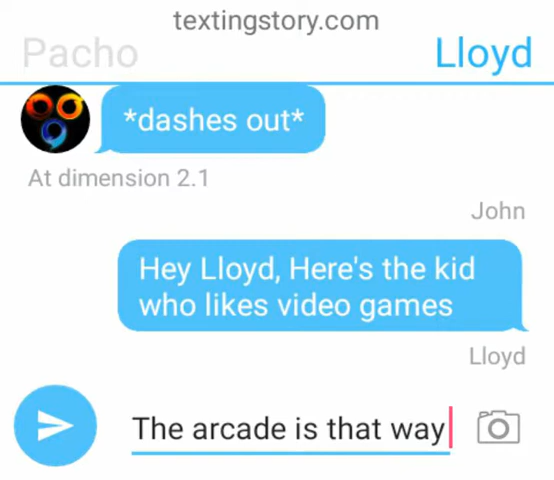 textingstory.com
Pacho
Lloyd
*dashes out*
At dimension 2.1
John
Hey Lloyd, Here's the kid
who likes video games
Lloyd
The arcade is that way